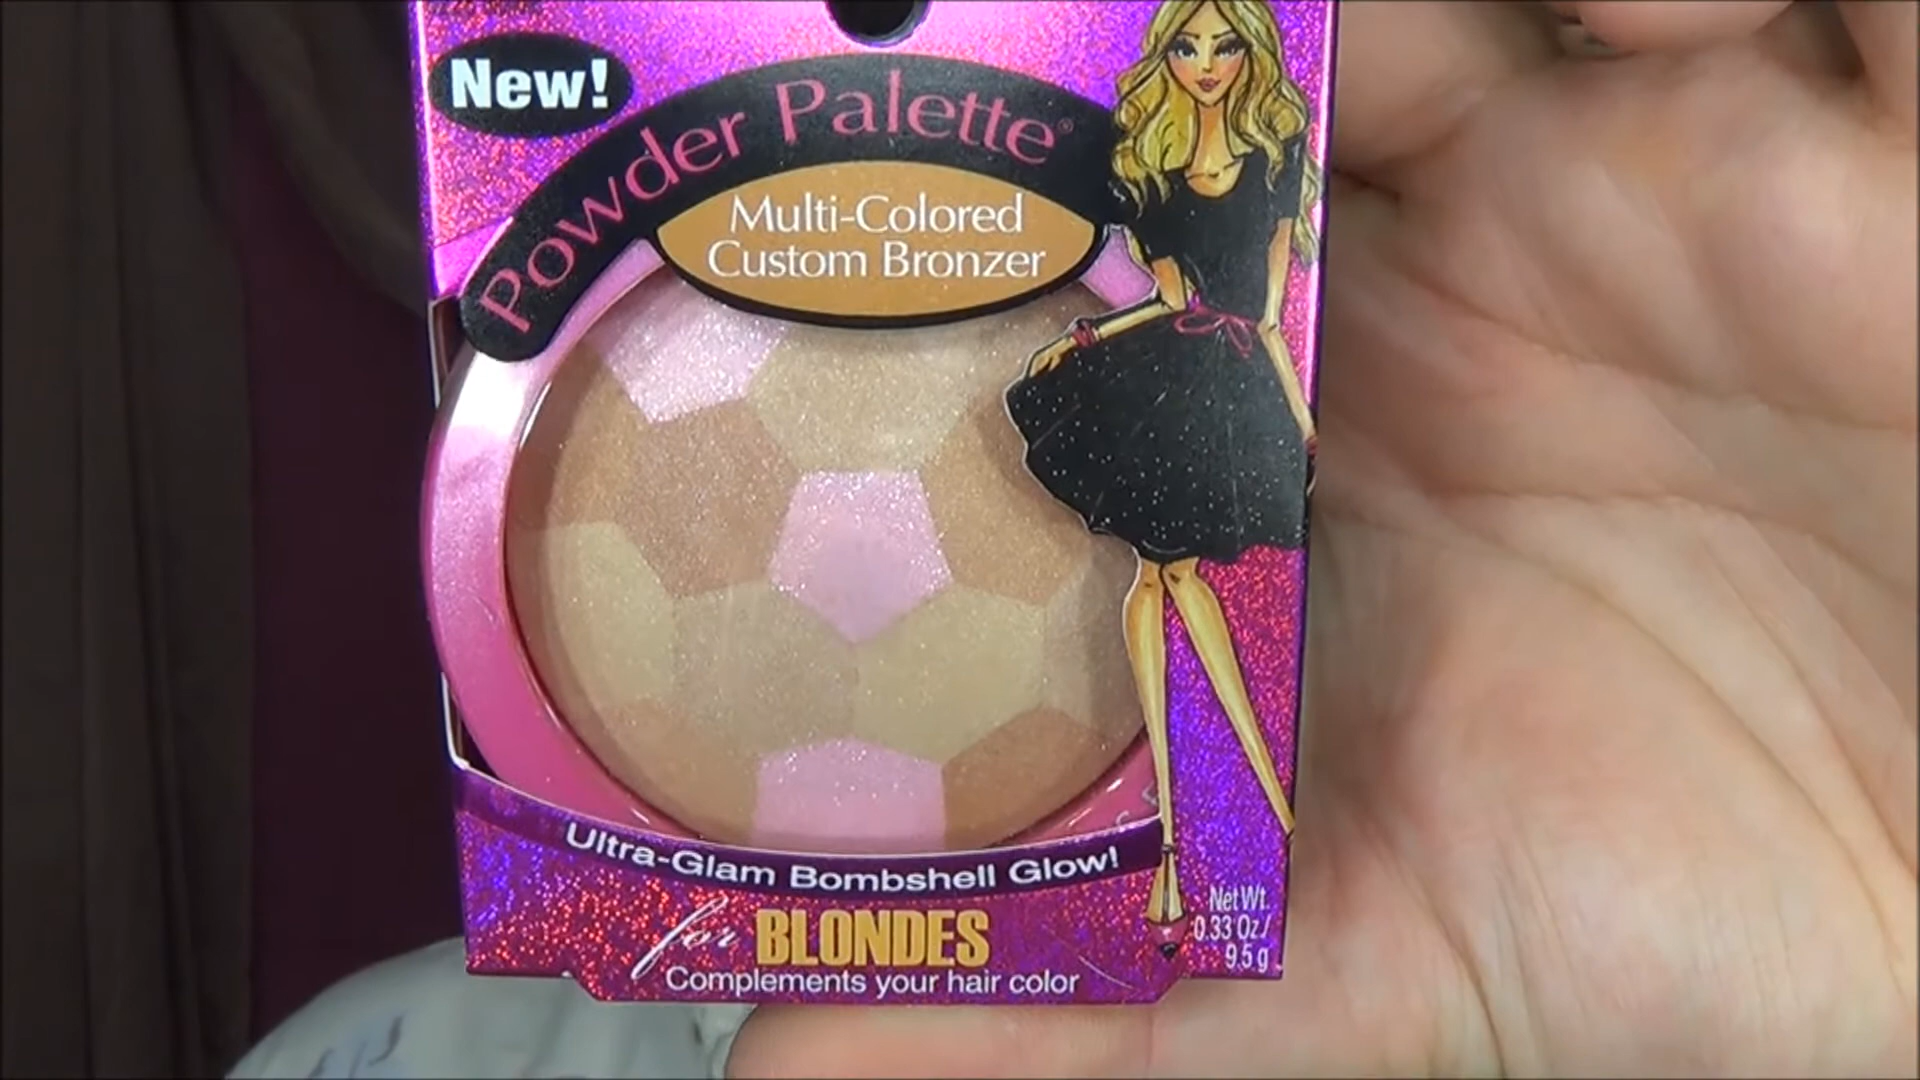 New!
Powder Palette®
Multi-Colored
Custom Bronzer
Ultra-Glam Bombshell Glow!
for BLONDES
Complements your hair color
Net Wt.
0.33 Oz./
9.5 g